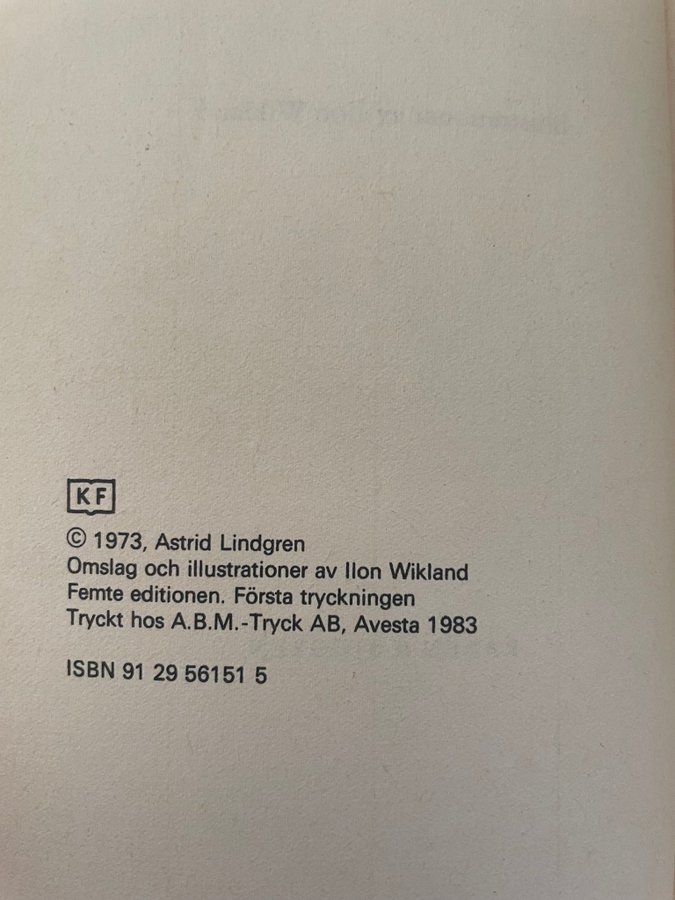 KF
© 1973, Astrid Lindgren
Omslag och illustrationer av Ilon Wikland
Femte editionen. Första tryckningen
Tryckt hos A.B.M.-Tryck AB, Avesta 1983
ISBN 91 29 56151 5